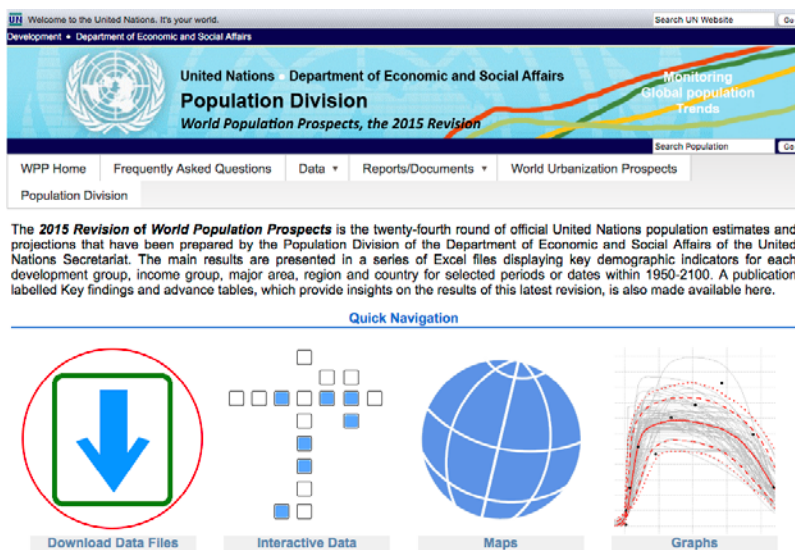 UN Welcome to the United Nations. It's your world.
Search UN Website Go
Development • Department of Economic and Social Affairs
United Nations • Department of Economic and Social Affairs
Population Division
World Population Prospects, the 2015 Revision
Monitoring
Global population
Trends
Search Population Go
WPP Home Frequently Asked Questions Data ▾ Reports/Documents ▾ World Urbanization Prospects
Population Division
The 2015 Revision of World Population Prospects is the twenty-fourth round of official United Nations population estimates and
projections that have been prepared by the Population Division of the Department of Economic and Social Affairs of the United
Nations Secretariat. The main results are presented in a series of Excel files displaying key demographic indicators for each
development group, income group, major area, region and country for selected periods or dates within 1950-2100. A publication
labelled Key findings and advance tables, which provide insights on the results of this latest revision, is also made available here.
Quick Navigation
Download Data Files Interactive Data Maps Graphs